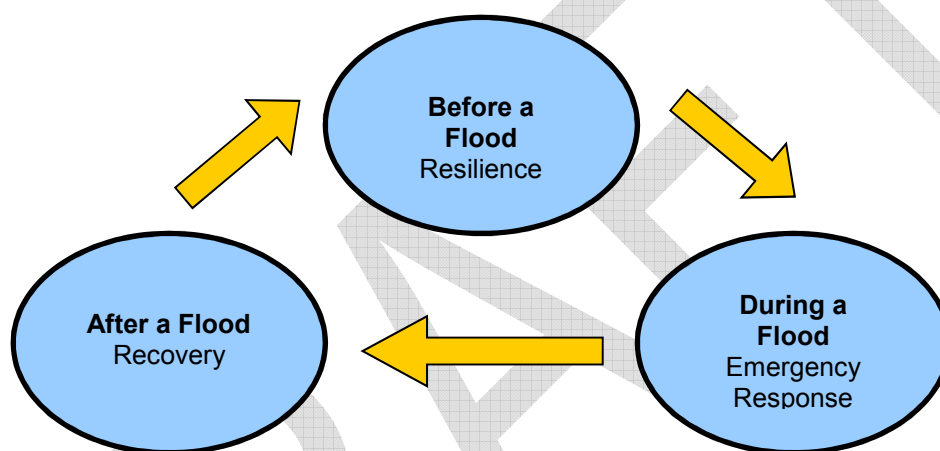 Before a
Flood
Resilience
After a Flood
Recovery
During a
Flood
Emergency
Response